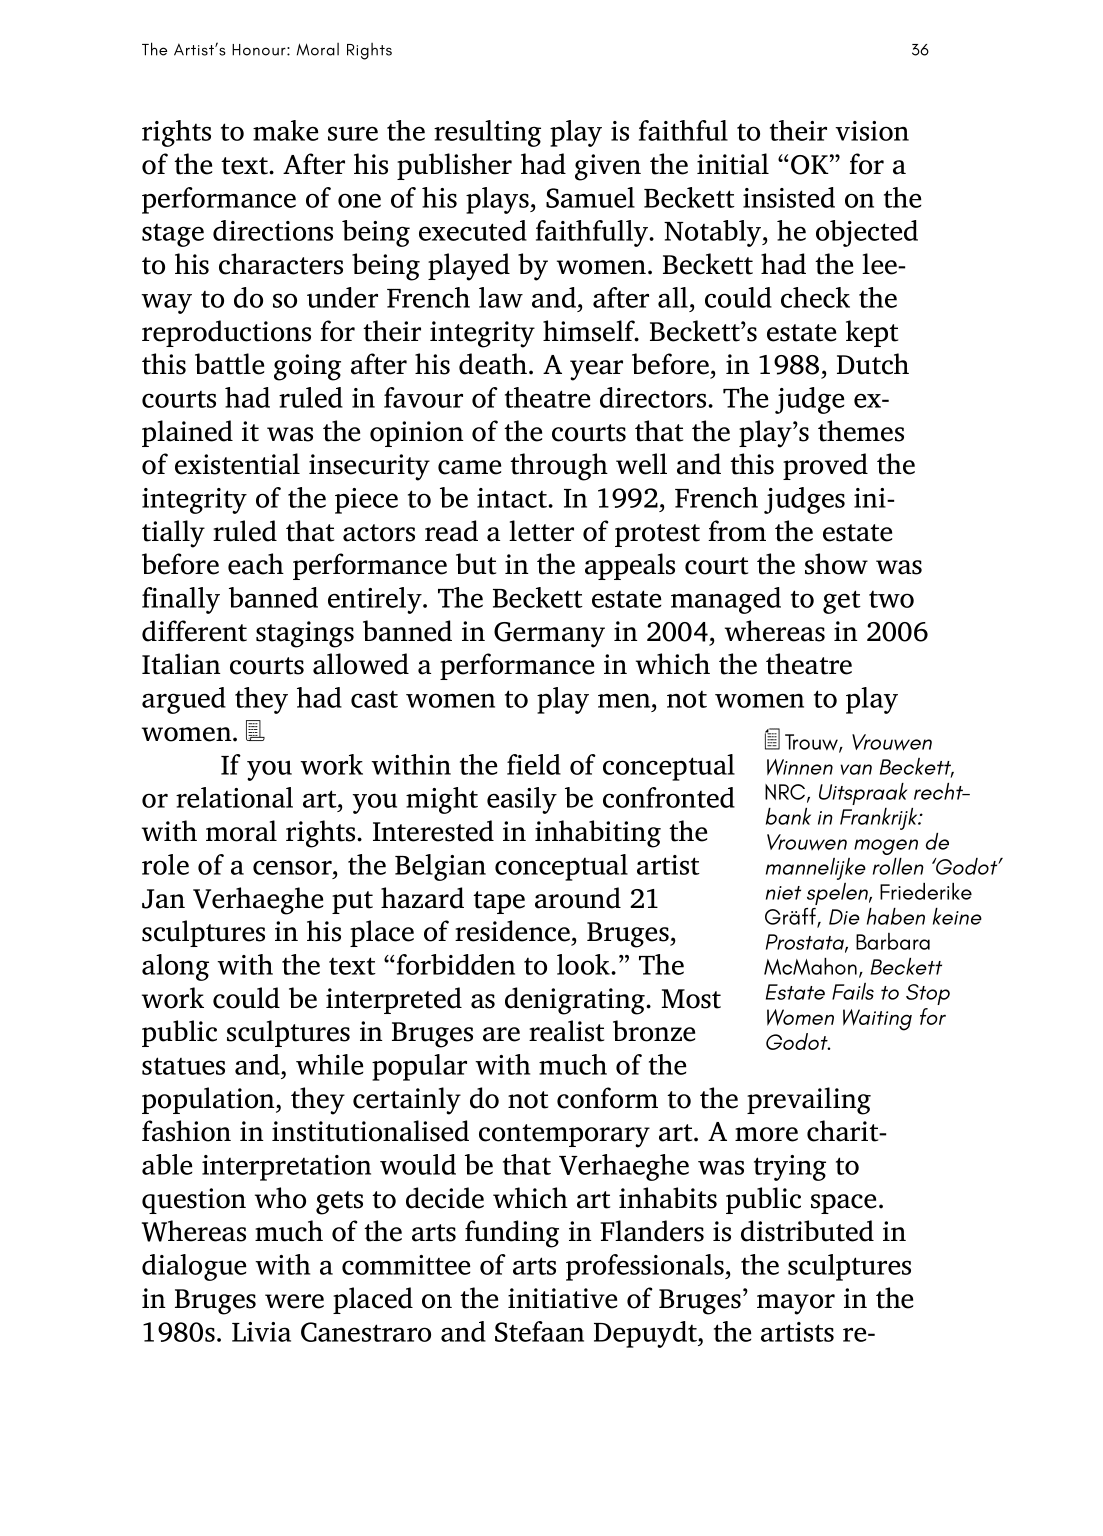 The Artist’s Honour: Moral Rights
36
rights to make sure the resulting play is faithful to their vision
of the text. After his publisher had given the initial “OK” for a
performance of one of his plays, Samuel Beckett insisted on the
stage directions being executed faithfully. Notably, he objected
to his characters being played by women. Beckett had the lee-
way to do so under French law and, after all, could check the
reproductions for their integrity himself. Beckett’s estate kept
this battle going after his death. A year before, in 1988, Dutch
courts had ruled in favour of theatre directors. The judge ex-
plained it was the opinion of the courts that the play’s themes
of existential insecurity came through well and this proved the
integrity of the piece to be intact. In 1992, French judges ini-
tially ruled that actors read a letter of protest from the estate
before each performance but in the appeals court the show was
finally banned entirely. The Beckett estate managed to get two
different stagings banned in Germany in 2004, whereas in 2006
Italian courts allowed a performance in which the theatre
argued they had cast women to play men, not women to play
women.
If you work within the field of conceptual
or relational art, you might easily be confronted
with moral rights. Interested in inhabiting the
role of a censor, the Belgian conceptual artist
Jan Verhaeghe put hazard tape around 21
sculptures in his place of residence, Bruges,
along with the text “forbidden to look.” The
work could be interpreted as denigrating. Most
public sculptures in Bruges are realist bronze
statues and, while popular with much of the
population, they certainly do not conform to the prevailing
fashion in institutionalised contemporary art. A more charit-
able interpretation would be that Verhaeghe was trying to
question who gets to decide which art inhabits public space.
Whereas much of the arts funding in Flanders is distributed in
dialogue with a committee of arts professionals, the sculptures
in Bruges were placed on the initiative of Bruges’ mayor in the
1980s. Livia Canestraro and Stefaan Depuydt, the artists re-
Trouw, Vrouwen
Winnen van Beckett,
NRC, Uitspraak recht-
bank in Frankrijk:
Vrouwen mogen de
mannelijke rollen ‘Godot’
niet spelen, Friederike
Gräff, Die haben keine
Prostata, Barbara
McMahon, Beckett
Estate Fails to Stop
Women Waiting for
Godot.